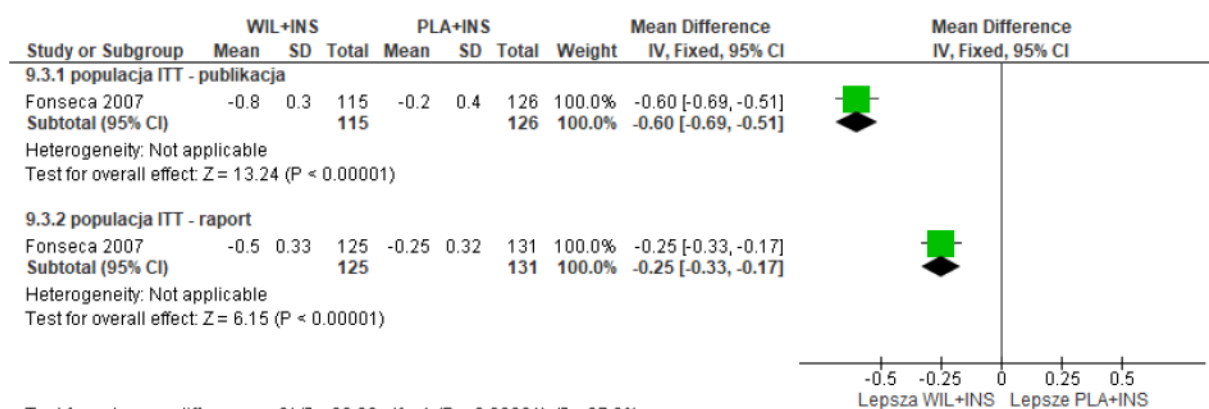 WIL+INS PLA+INS Mean Difference Mean Difference
Study or Subgroup Mean SD Total Mean SD Total Weight IV, Fixed, 95% CI IV, Fixed, 95% CI
9.3.1 populacja ITT - publikacja
Fonseca 2007 -0.8 0.3 115 -0.2 0.4 126 100.0% -0.60 [-0.69, -0.51]
Subtotal (95% CI) 115 126 100.0% -0.60 [-0.69, -0.51]
Heterogeneity: Not applicable
Test for overall effect: Z = 13.24 (P < 0.00001)
9.3.2 populacja ITT - raport
Fonseca 2007 -0.5 0.33 125 -0.25 0.32 131 100.0% -0.25 [-0.33, -0.17]
Subtotal (95% CI) 125 131 100.0% -0.25 [-0.33, -0.17]
Heterogeneity: Not applicable
Test for overall effect: Z = 6.15 (P < 0.00001)
-0.5 -0.25 0 0.25 0.5
Lepsza WIL+INS Lepsze PLA+INS